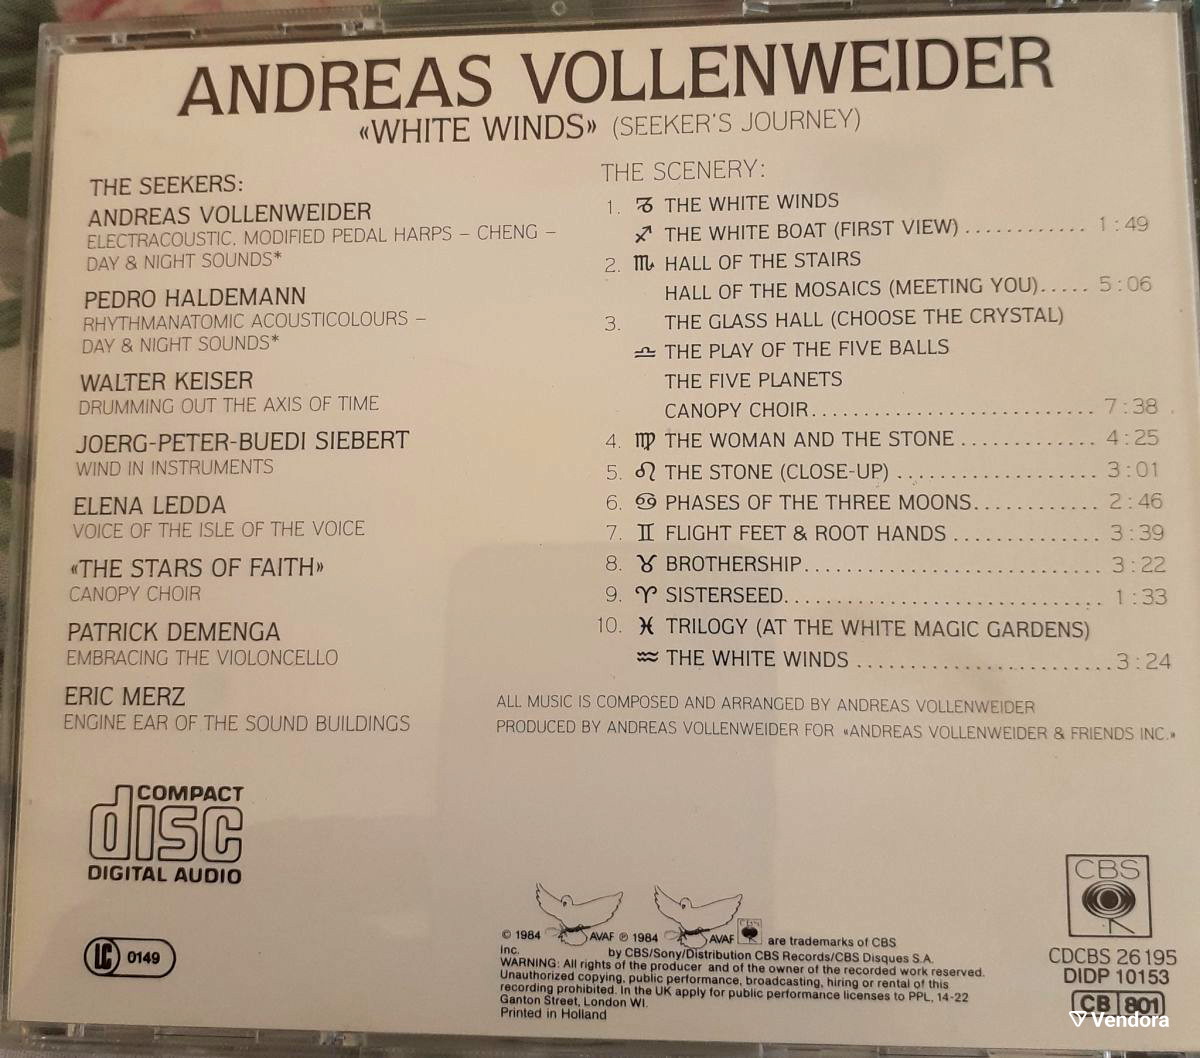 ANDREAS VOLLENWEIDER
«WHITE WINDS» (SEEKER'S JOURNEY)
THE SEEKERS:
ANDREAS VOLLENWEIDER
ELECTRACOUSTIC, MODIFIED PEDAL HARPS – CHENG –
DAY & NIGHT SOUNDS*
PEDRO HALDEMANN
RHYTHMANATOMIC ACOUSTICOLOURS –
DAY & NIGHT SOUNDS*
WALTER KEISER
DRUMMING OUT THE AXIS OF TIME
JOERG-PETER-BUEDI SIEBERT
WIND IN INSTRUMENTS
ELENA LEDDA
VOICE OF THE ISLE OF THE VOICE
«THE STARS OF FAITH»
CANOPY CHOIR
PATRICK DEMENGA
EMBRACING THE VIOLONCELLO
ERIC MERZ
ENGINE EAR OF THE SOUND BUILDINGS
THE SCENERY:
1. ♑ THE WHITE WINDS
♐ THE WHITE BOAT (FIRST VIEW)............ 1:49
2. ♏ HALL OF THE STAIRS
HALL OF THE MOSAICS (MEETING YOU)..... 5:06
3. THE GLASS HALL (CHOOSE THE CRYSTAL)
♎ THE PLAY OF THE FIVE BALLS
THE FIVE PLANETS
CANOPY CHOIR............................ 7:38
4. ♍ THE WOMAN AND THE STONE ............. 4:25
5. ♌ THE STONE (CLOSE-UP) ................... 3:01
6. ♋ PHASES OF THE THREE MOONS............ 2:46
7. ♊ FLIGHT FEET & ROOT HANDS .............. 3:39
8. ♉ BROTHERSHIP............................. 3:22
9. ♈ SISTERSEED.............................. 1:33
10. ♓ TRILOGY (AT THE WHITE MAGIC GARDENS)
♒ THE WHITE WINDS ........................3:24
ALL MUSIC IS COMPOSED AND ARRANGED BY ANDREAS VOLLENWEIDER
PRODUCED BY ANDREAS VOLLENWEIDER FOR «ANDREAS VOLLENWEIDER & FRIENDS INC.»
COMPACT
disc
DIGITAL AUDIO
LC 0149
© 1984 AVAF ℗ 1984 AVAF CBS are trademarks of CBS
Inc. by CBS/Sony/Distribution CBS Records/CBS Disques S.A.
WARNING: All rights of the producer and of the owner of the recorded work reserved.
Unauthorized copying, public performance, broadcasting, hiring or rental of this
recording prohibited. In the UK apply for public performance licenses to PPL, 14-22
Ganton Street, London WI.
Printed in Holland
CBS
CDCBS 26195
DIDP 10153
CB 801
Vendora